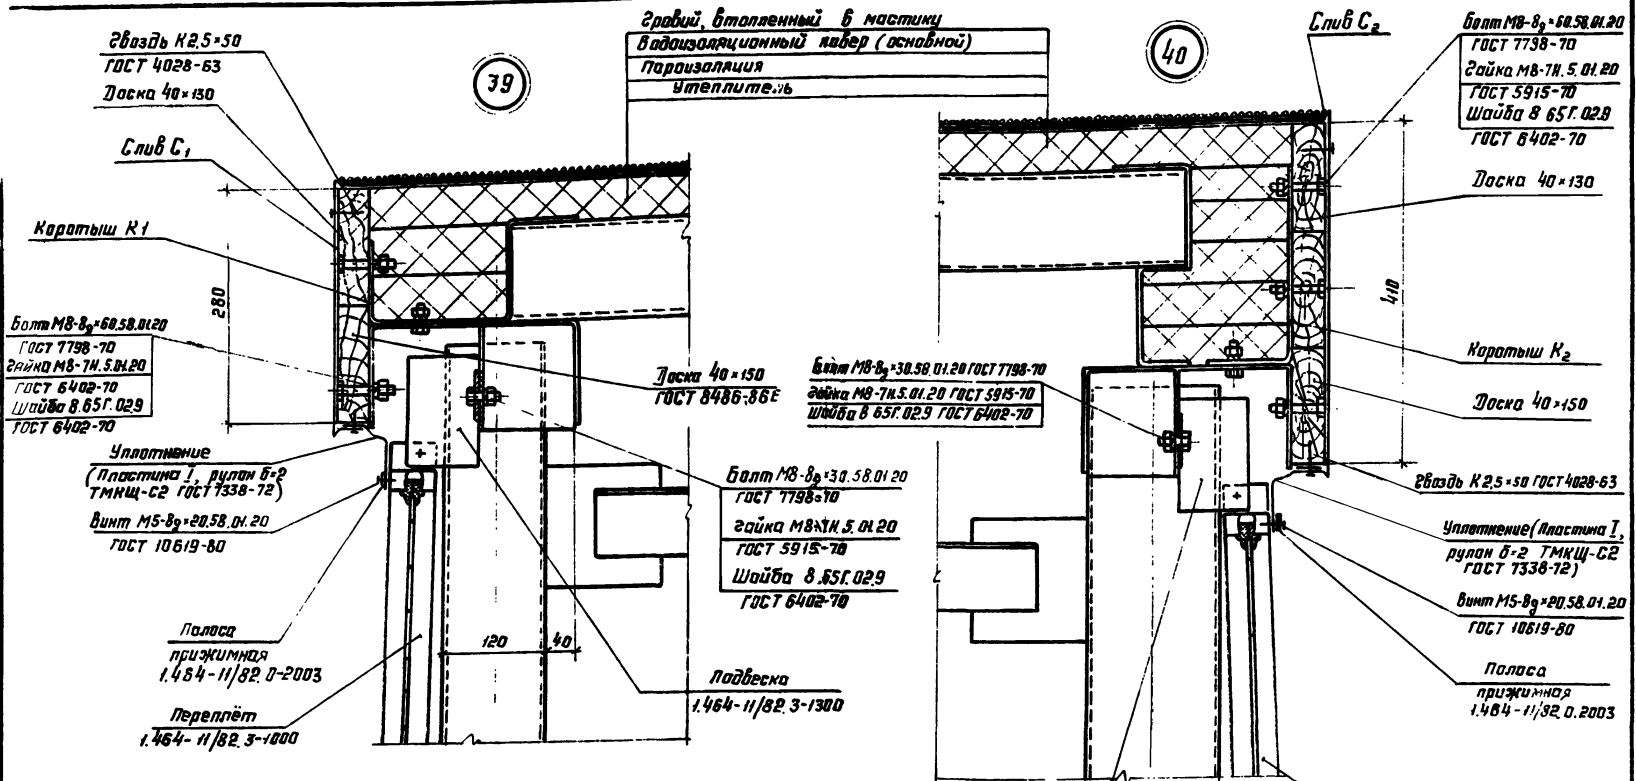 Гвоздь К2,5×50
ГОСТ 4028-63
Доска 40×130
Слив С1
Коротыш К1
280
Болт М8-8g×60.58.01.20
ГОСТ 7798-70
Гайка М8-7Н.5.01.20
ГОСТ 6402-70
Шайба 8.65Г.029
ГОСТ 6402-70
Уплотнение
(Пластина I, рулон δ=2
ТМКЩ-С2 ГОСТ 7338-72)
Винт М5-8g×20.58.01.20
ГОСТ 10619-80
Полоса
прижимная
1.464-11/82.0-2003
Переплёт
1.464-11/82.3-1000
39
Гравий, втопленный в мастику
Водоизоляционный ковер (основной)
Пароизоляция
Утеплитель
Доска 40×150
ГОСТ 8486-86Е
Болт М8-8g×30.58.01.20
ГОСТ 7798-70
Гайка М8-7Н.5.01.20
ГОСТ 5915-70
Шайба 8.65Г.029
ГОСТ 6402-70
120
40
Подвеска
1.464-11/82.3-1300
40
Слив С2
Болт М8-8g×60.58.01.20
ГОСТ 7798-70
Гайка М8-7Н.5.01.20
ГОСТ 5915-70
Шайба 8 65Г.029
ГОСТ 6402-70
Доска 40×130
410
Коротыш К2
Болт М8-8g×30.58.01.20 ГОСТ 7798-70
Гайка М8-7Н.5.01.20 ГОСТ 5915-70
Шайба 8 65Г.029 ГОСТ 6402-70
Доска 40×150
Гвоздь К2,5×50 ГОСТ 4028-63
Уплотнение (Пластина I,
рулон δ=2 ТМКЩ-С2
ГОСТ 7338-72)
Винт М5-8g×20.58.01.20
ГОСТ 10619-80
Полоса
прижимная
1.464-11/82.0.2003